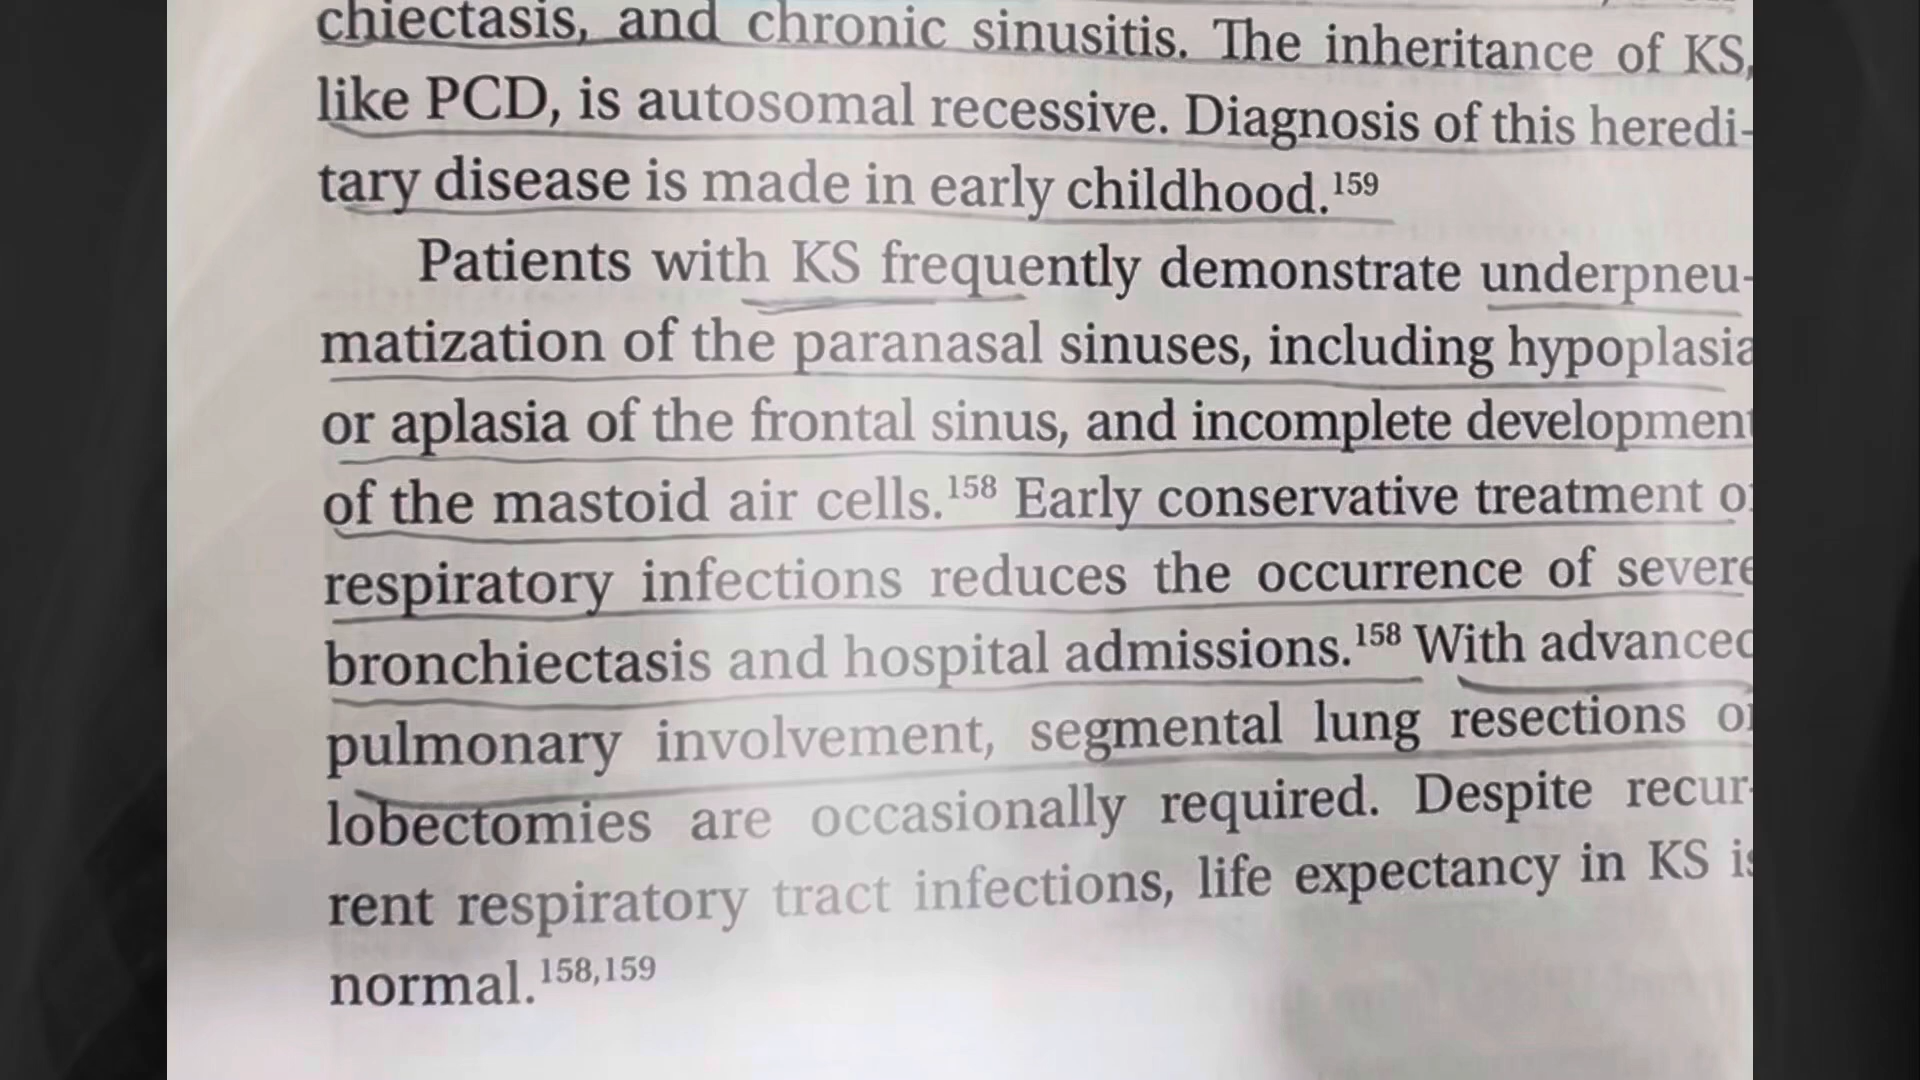 chiectasis, and chronic sinusitis. The inheritance of KS,
like PCD, is autosomal recessive. Diagnosis of this heredi-
tary disease is made in early childhood.159
Patients with KS frequently demonstrate underpneu-
matization of the paranasal sinuses, including hypoplasia
or aplasia of the frontal sinus, and incomplete development
of the mastoid air cells.158 Early conservative treatment
respiratory infections reduces the occurrence of severe
bronchiectasis and hospital admissions.158 With advanced
pulmonary involvement, segmental lung resections or
lobectomies are occasionally required. Despite recur-
rent respiratory tract infections, life expectancy in KS is
normal.158,159